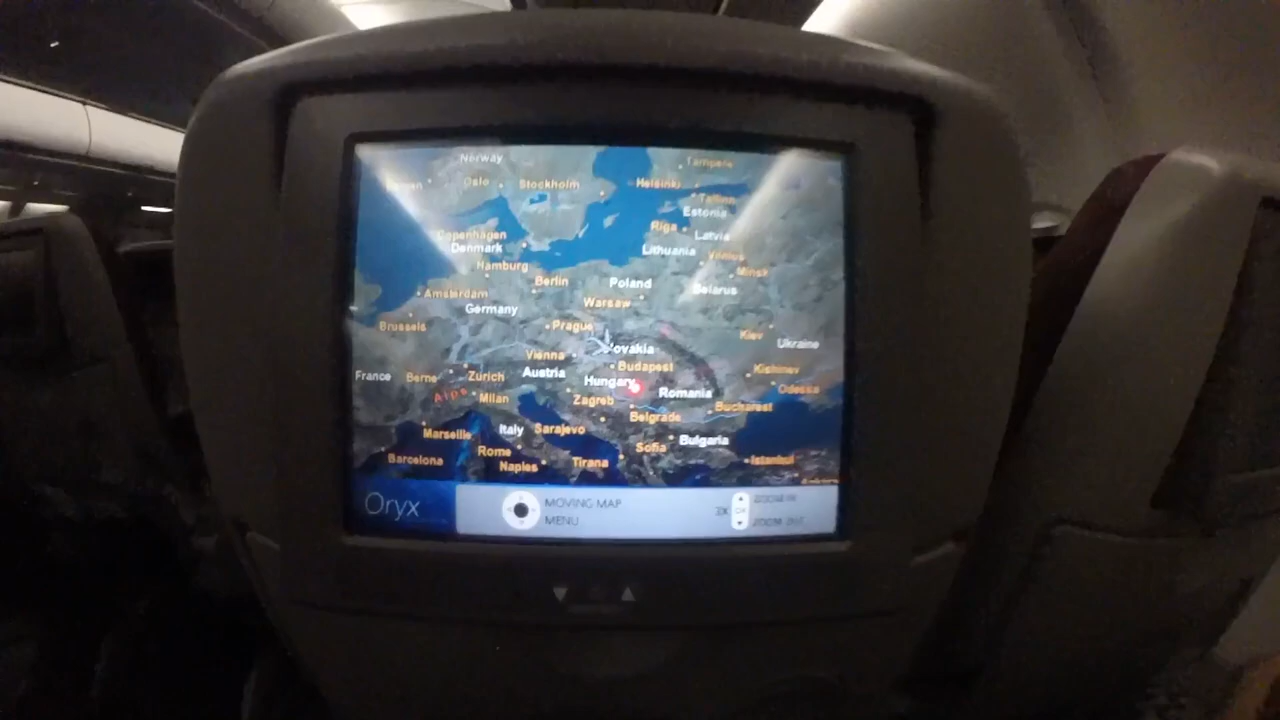 Norway
Tampere
Oslo
Stockholm
Helsinki
Tallinn
Estonia
Riga
Latvia
Copenhagen
Denmark
Lithuania
Vilnius
Hamburg
Minsk
Berlin
Poland
Belarus
Amsterdam
Warsaw
Germany
Brussels
Prague
Kiev
Ukraine
Slovakia
Vienna
Budapest
Austria
Kishinev
France
Berne
Zurich
Hungary
Odessa
Alps
Milan
Zagreb
Romania
Bucharest
Belgrade
Marseille
Italy
Sarajevo
Bulgaria
Rome
Sofia
Barcelona
Naples
Tirana
Istanbul
Oryx
MOVING MAP
MENU
OK
ZOOM IN
ZOOM OUT